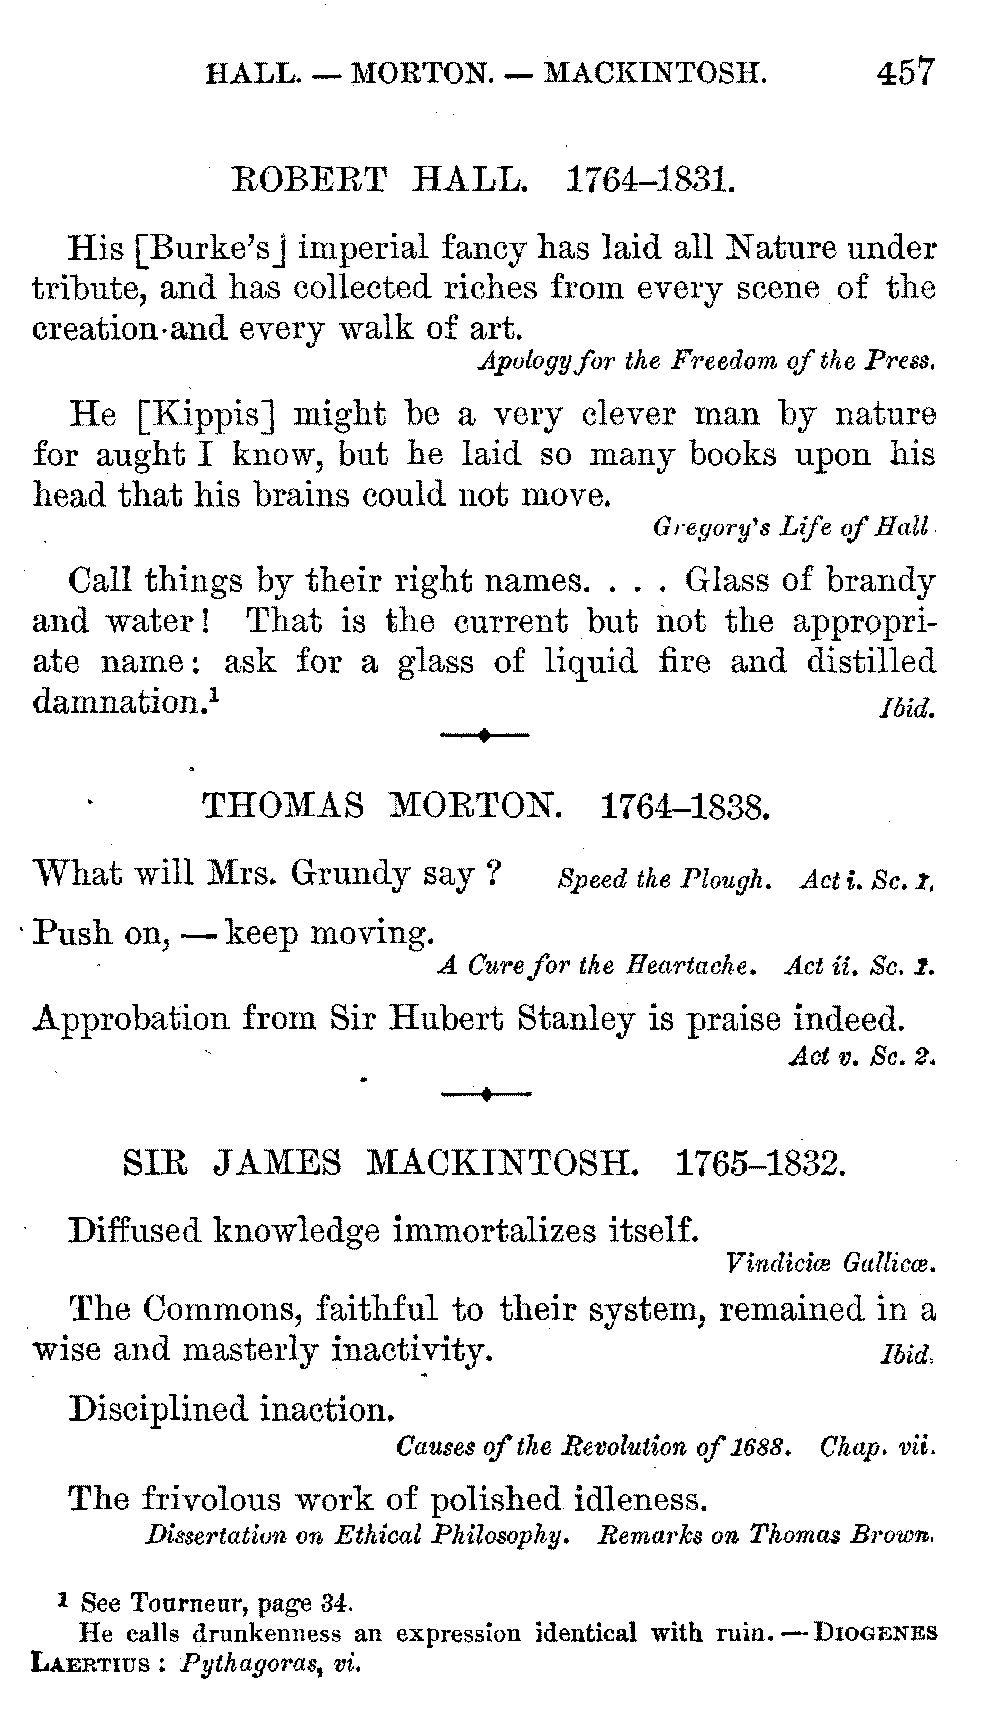 HALL. — MORTON. — MACKINTOSH. 457
ROBERT HALL. 1764–1831.
His [Burke's] imperial fancy has laid all Nature under
tribute, and has collected riches from every scene of the
creation and every walk of art.
Apology for the Freedom of the Press.
He [Kippis] might be a very clever man by nature
for aught I know, but he laid so many books upon his
head that his brains could not move.
Gregory's Life of Hall.
Call things by their right names. . . . Glass of brandy
and water! That is the current but not the appropri-
ate name: ask for a glass of liquid fire and distilled
damnation.¹ Ibid.
THOMAS MORTON. 1764–1838.
What will Mrs. Grundy say? Speed the Plough. Act i. Sc. 1.
Push on, — keep moving.
A Cure for the Heartache. Act ii. Sc. 1.
Approbation from Sir Hubert Stanley is praise indeed.
Act v. Sc. 2.
SIR JAMES MACKINTOSH. 1765–1832.
Diffused knowledge immortalizes itself.
Vindiciæ Gallicæ.
The Commons, faithful to their system, remained in a
wise and masterly inactivity. Ibid.
Disciplined inaction.
Causes of the Revolution of 1688. Chap. vii.
The frivolous work of polished idleness.
Dissertation on Ethical Philosophy. Remarks on Thomas Brown.
1 See Tourneur, page 34.
He calls drunkenness an expression identical with ruin. — DIOGENES
LAERTIUS: Pythagoras, vi.